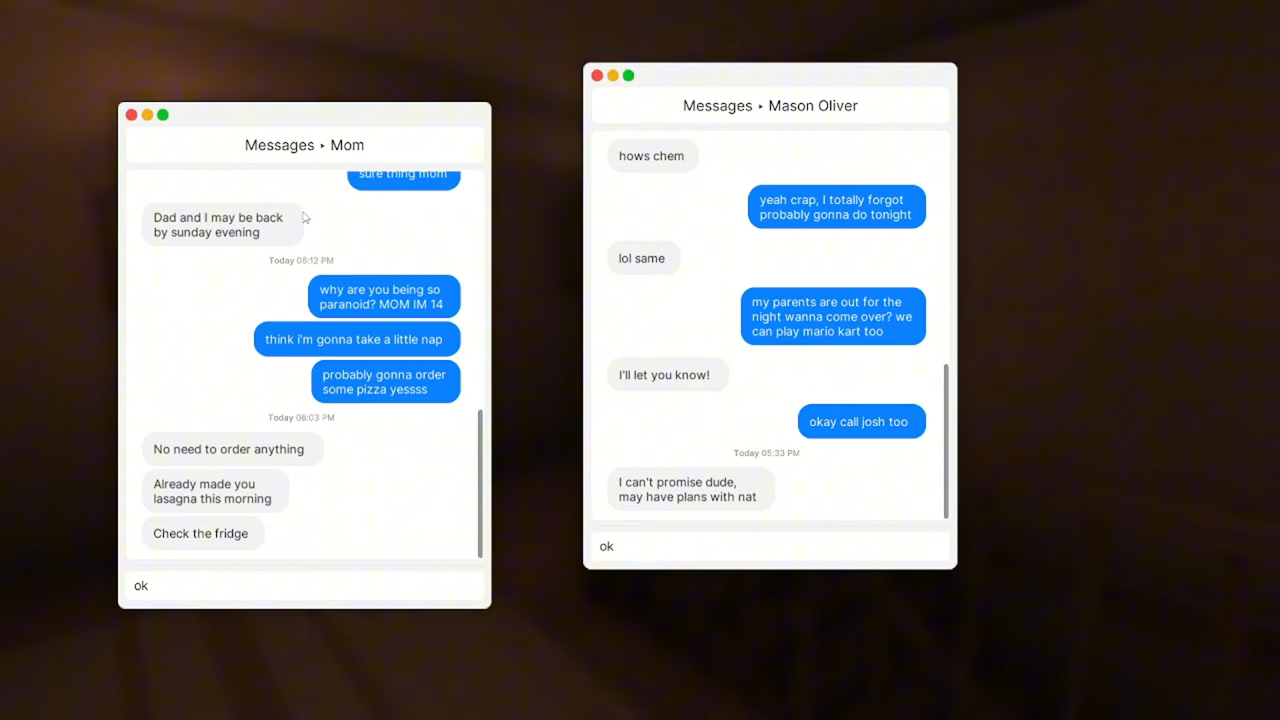 Messages ‣ Mom
sure thing mom
Dad and I may be back
by sunday evening
Today 08:12 PM
why are you being so
paranoid? MOM IM 14
think i'm gonna take a little nap
probably gonna order
some pizza yessss
Today 08:03 PM
No need to order anything
Already made you
lasagna this morning
Check the fridge
ok
Messages ‣ Mason Oliver
hows chem
yeah crap, I totally forgot
probably gonna do tonight
lol same
my parents are out for the
night wanna come over? we
can play mario kart too
I'll let you know!
okay call josh too
Today 05:33 PM
I can't promise dude,
may have plans with nat
ok